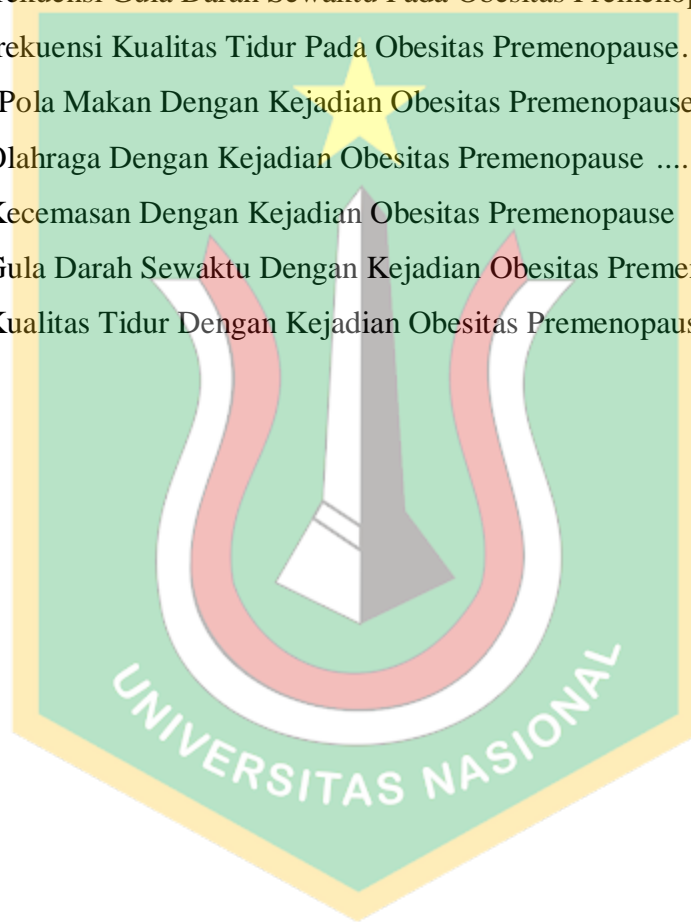 rekuensi Gula Darah Sewaktu Pada Obesitas Premenop
rekuensi Kualitas Tidur Pada Obesitas Premenopause.
Pola Makan Dengan Kejadian Obesitas Premenopause
Olahraga Dengan Kejadian Obesitas Premenopause ....
Kecemasan Dengan Kejadian Obesitas Premenopause
Gula Darah Sewaktu Dengan Kejadian Obesitas Premen
Kualitas Tidur Dengan Kejadian Obesitas Premenopaus
UNIVERSITAS NASIONAL